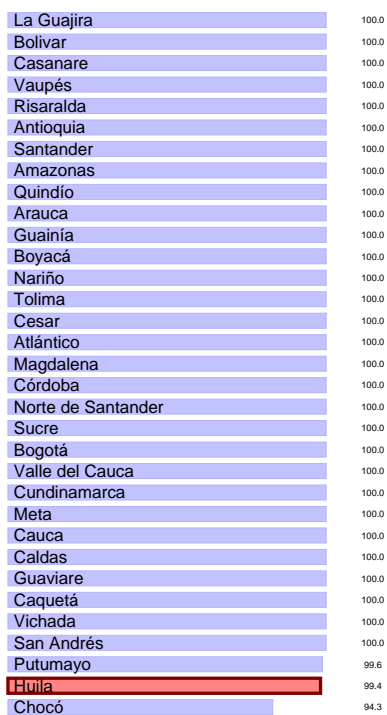 La Guajira 100.0
Bolivar 100.0
Casanare 100.0
Vaupés 100.0
Risaralda 100.0
Antioquia 100.0
Santander 100.0
Amazonas 100.0
Quindío 100.0
Arauca 100.0
Guainía 100.0
Boyacá 100.0
Nariño 100.0
Tolima 100.0
Cesar 100.0
Atlántico 100.0
Magdalena 100.0
Córdoba 100.0
Norte de Santander 100.0
Sucre 100.0
Bogotá 100.0
Valle del Cauca 100.0
Cundinamarca 100.0
Meta 100.0
Cauca 100.0
Caldas 100.0
Guaviare 100.0
Caquetá 100.0
Vichada 100.0
San Andrés 100.0
Putumayo 99.6
Huila 99.4
Chocó 94.3